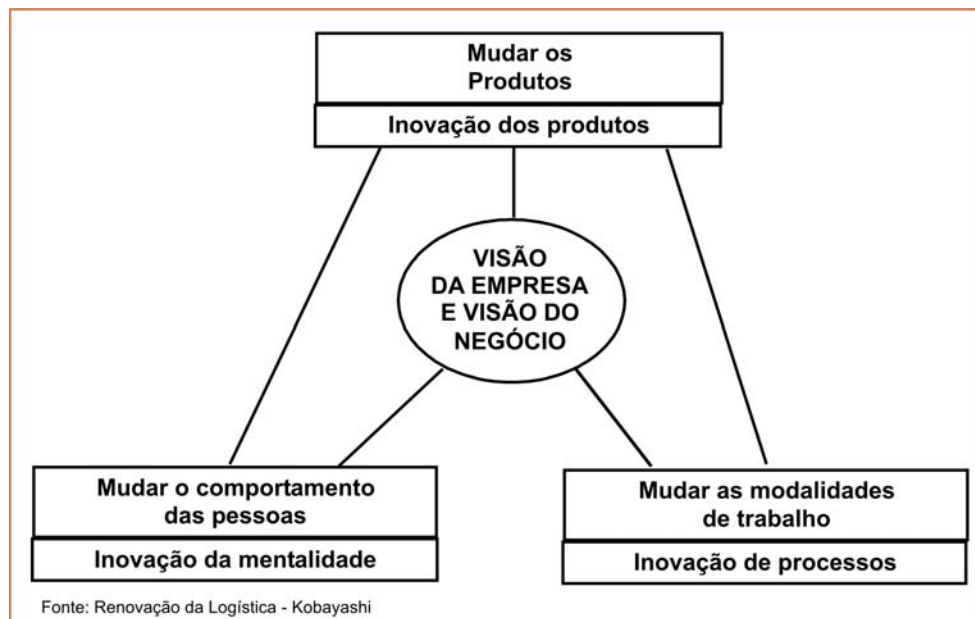 Mudar os
Produtos
Inovação dos produtos
VISÃO
DA EMPRESA
E VISÃO DO
NEGÓCIO
Mudar o comportamento
das pessoas
Inovação da mentalidade
Mudar as modalidades
de trabalho
Inovação de processos
Fonte: Renovação da Logística - Kobayashi